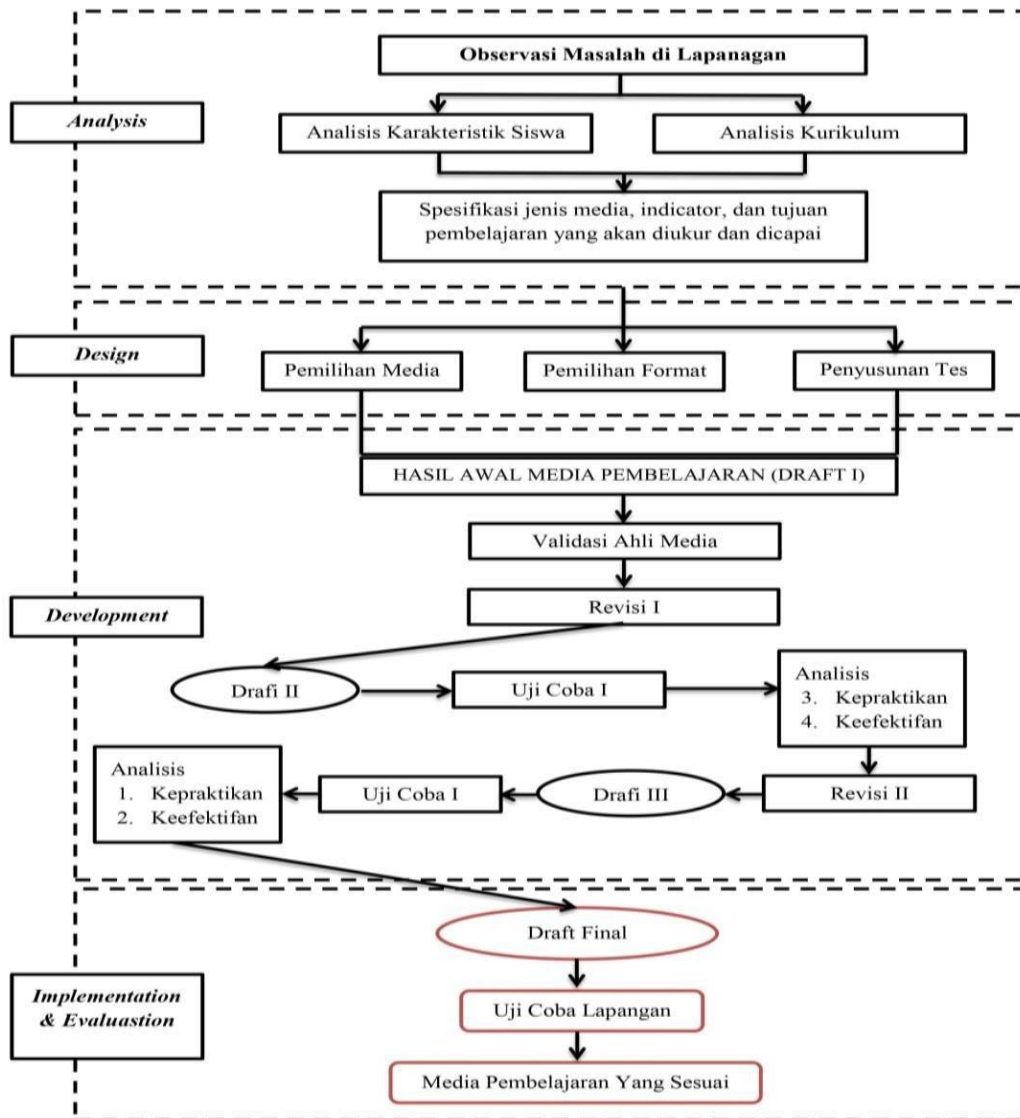 Observasi Masalah di Lapanagan
Analysis
Analisis Karakteristik Siswa
Analisis Kurikulum
Spesifikasi jenis media, indicator, dan tujuan
pembelajaran yang akan diukur dan dicapai
Design
Pemilihan Media
Pemilihan Format
Penyusunan Tes
HASIL AWAL MEDIA PEMBELAJARAN (DRAFT I)
Validasi Ahli Media
Revisi I
Development
Drafi II
Uji Coba I
Analisis
3. Kepraktikan
4. Keefektifan
Revisi II
Drafi III
Uji Coba I
Analisis
1. Kepraktikan
2. Keefektifan
Draft Final
Implementation
& Evaluastion
Uji Coba Lapangan
Media Pembelajaran Yang Sesuai